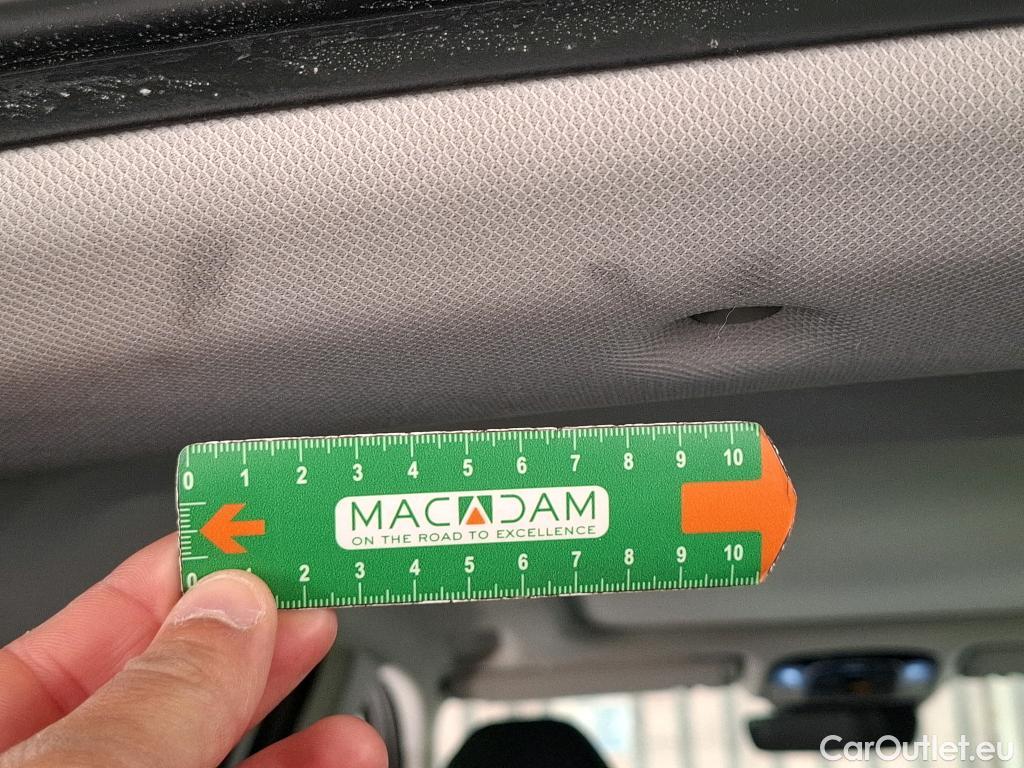 0 1 2 3 4 5 6 7 8 9 10
MACADAM
ON THE ROAD TO EXCELLENCE
0 1 2 3 4 5 6 7 8 9 10
CarOutlet.eu